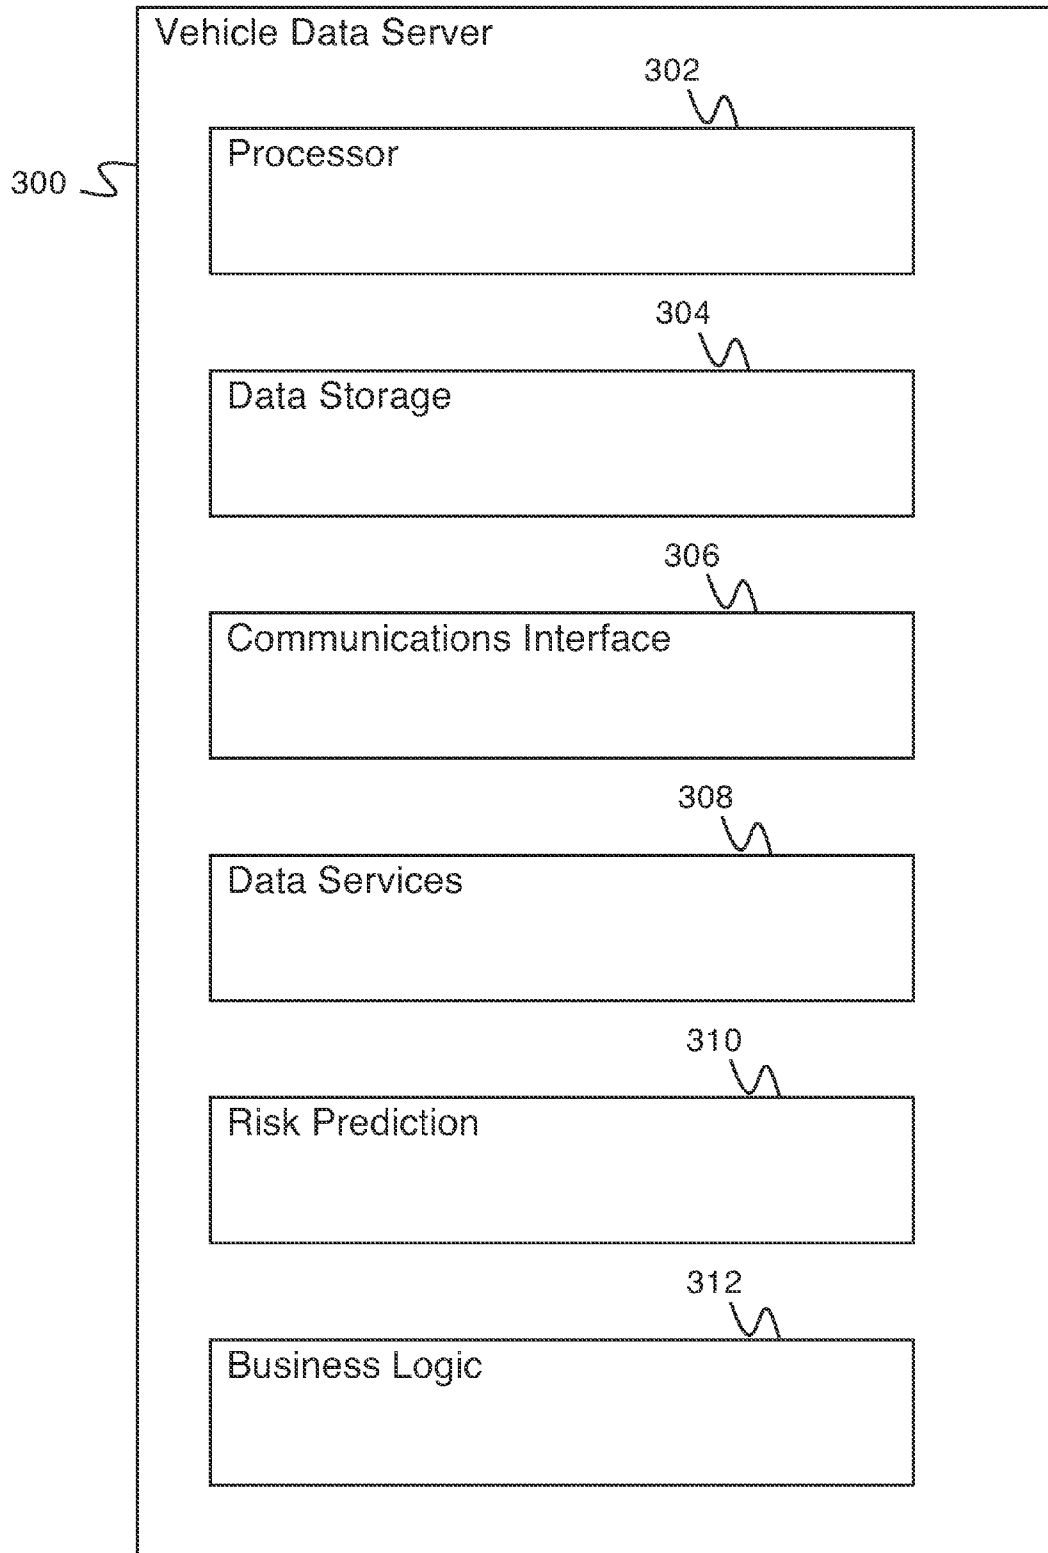 Vehicle Data Server
302
Processor
300
304
Data Storage
306
Communications Interface
308
Data Services
310
Risk Prediction
312
Business Logic